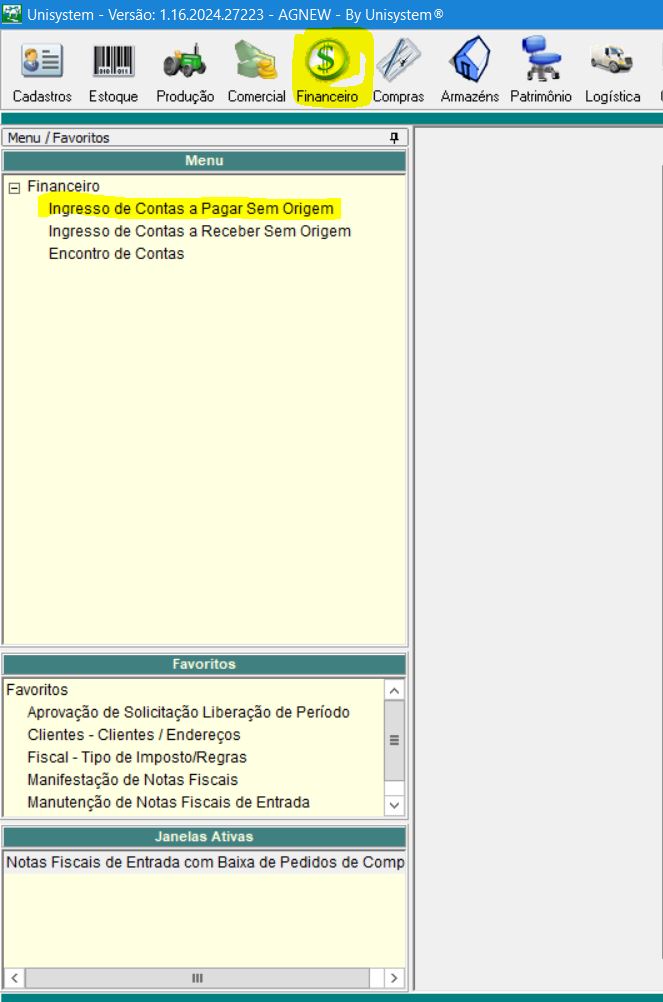 Unisystem - Versão: 1.16.2024.27223 - AGNEW - By Unisystem®
Cadastros Estoque Produção Comercial Financeiro Compras Armazéns Patrimônio Logística
Menu / Favoritos
Menu
Financeiro
Ingresso de Contas a Pagar Sem Origem
Ingresso de Contas a Receber Sem Origem
Encontro de Contas
Favoritos
Favoritos
Aprovação de Solicitação Liberação de Período
Clientes - Clientes / Endereços
Fiscal - Tipo de Imposto/Regras
Manifestação de Notas Fiscais
Manutenção de Notas Fiscais de Entrada
Janelas Ativas
Notas Fiscais de Entrada com Baixa de Pedidos de Comp